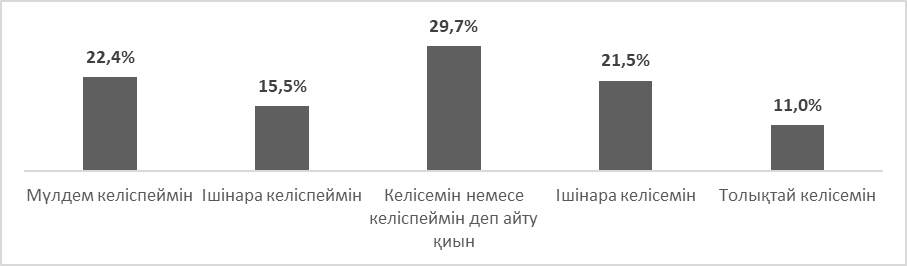 22,4%
15,5%
29,7%
21,5%
11,0%
Мүлдем келіспеймін
Ішінара келіспеймін
Келісемін немесе
келіспеймін деп айту
қиын
Ішінара келісемін
Толықтай келісемін